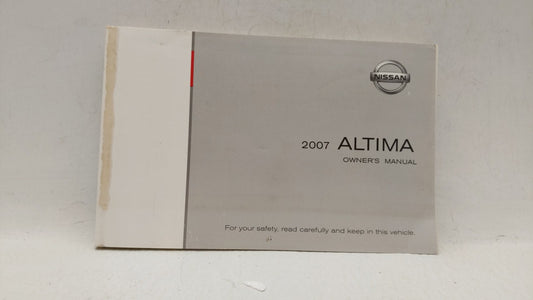 NISSAN
2007 ALTIMA
OWNER'S MANUAL
For your safety, read carefully and keep in this vehicle.